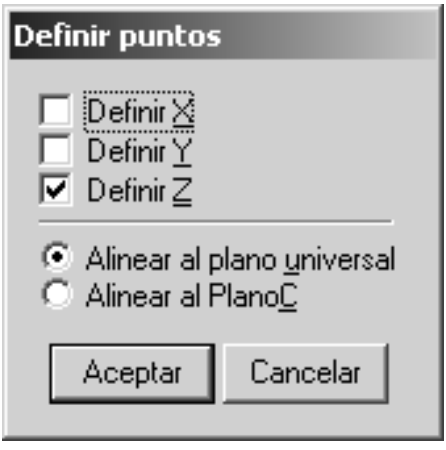 Definir puntos
Definir X
Definir Y
Definir Z
Alinear al plano universal
Alinear al PlanoC
Aceptar
Cancelar